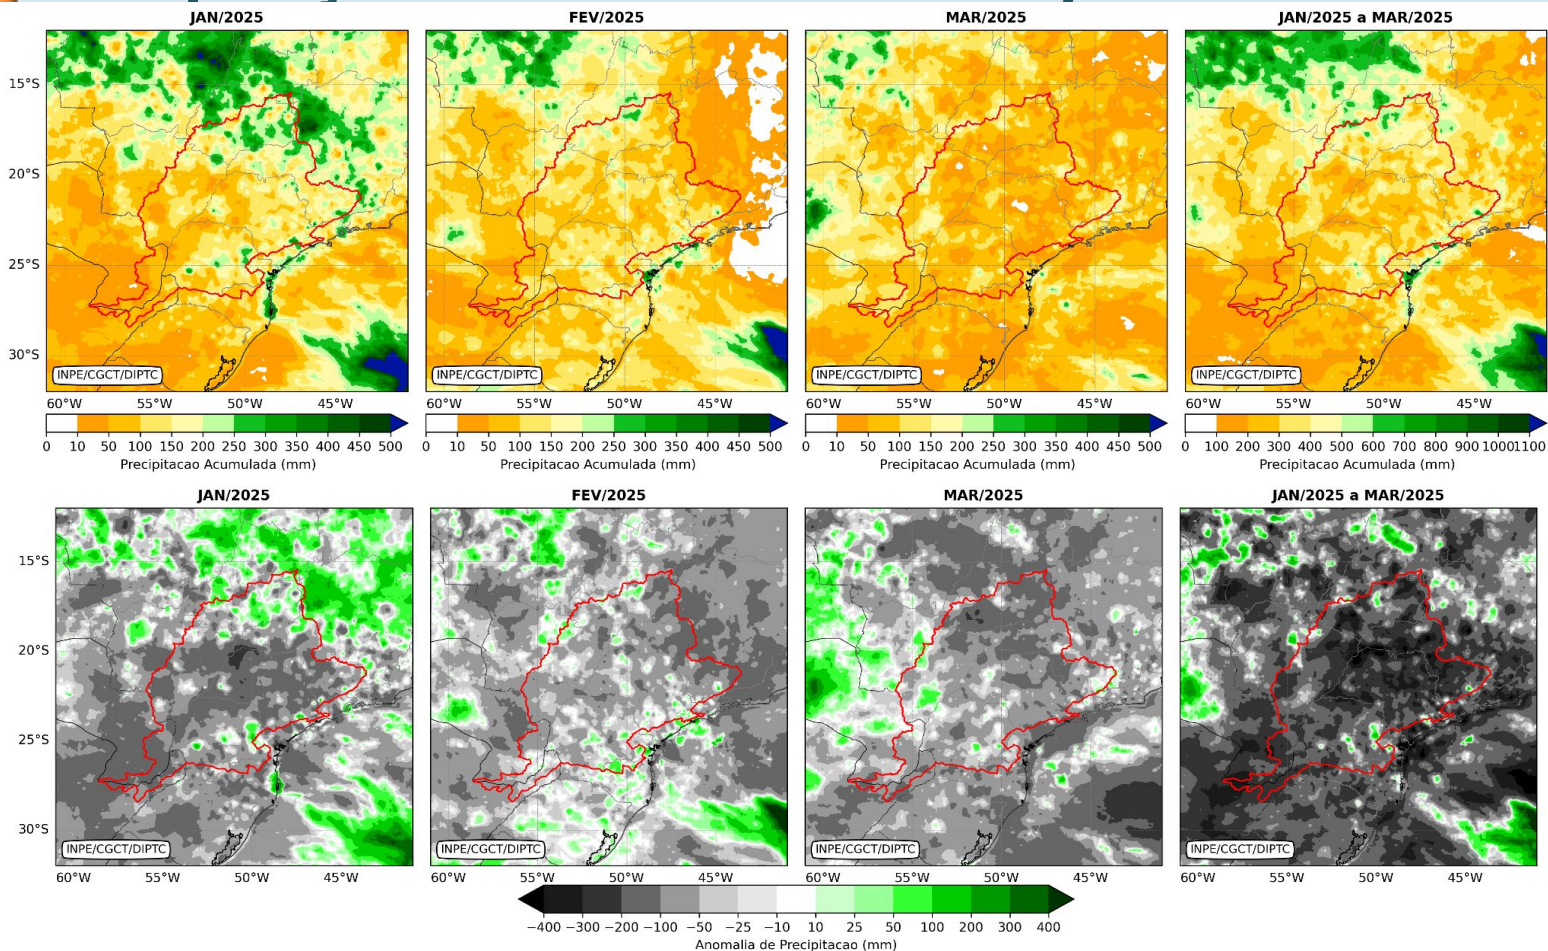 JAN/2025 FEV/2025 MAR/2025 JAN/2025 a MAR/2025
15°S
20°S
25°S
30°S
INPE/CGCT/DIPTC INPE/CGCT/DIPTC INPE/CGCT/DIPTC INPE/CGCT/DIPTC
60°W 55°W 50°W 45°W 60°W 55°W 50°W 45°W 60°W 55°W 50°W 45°W 60°W 55°W 50°W 45°W
0 10 50 100 150 200 250 300 350 400 450 500 0 10 50 100 150 200 250 300 350 400 450 500 0 10 50 100 150 200 250 300 350 400 450 500 0 100 200 300 400 500 600 700 800 900 1000 1100
Precipitacao Acumulada (mm) Precipitacao Acumulada (mm) Precipitacao Acumulada (mm) Precipitacao Acumulada (mm)
JAN/2025 FEV/2025 MAR/2025 JAN/2025 a MAR/2025
15°S
20°S
25°S
30°S
INPE/CGCT/DIPTC INPE/CGCT/DIPTC INPE/CGCT/DIPTC INPE/CGCT/DIPTC
60°W 55°W 50°W 45°W 60°W 55°W 50°W 45°W 60°W 55°W 50°W 45°W 60°W 55°W 50°W 45°W
−400 −300 −200 −100 −50 −25 −10 10 25 50 100 200 300 400
Anomalia de Precipitacao (mm)